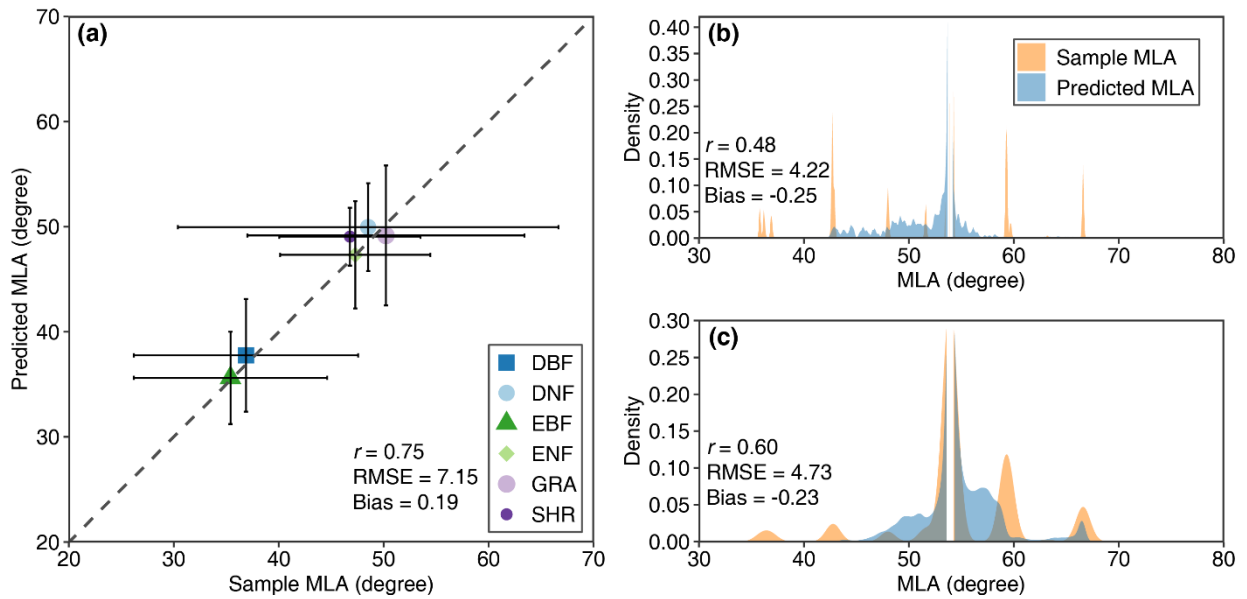 (a)
70
60
50
40
30
20
Predicted MLA (degree)
20 30 40 50 60 70
Sample MLA (degree)
r = 0.75
RMSE = 7.15
Bias = 0.19
DBF
DNF
EBF
ENF
GRA
SHR
(b)
0.40
0.35
0.30
0.25
0.20
0.15
0.10
0.05
0.00
Density
r = 0.48
RMSE = 4.22
Bias = -0.25
Sample MLA
Predicted MLA
30 40 50 60 70 80
MLA (degree)
(c)
0.30
0.25
0.20
0.15
0.10
0.05
0.00
Density
r = 0.60
RMSE = 4.73
Bias = -0.23
30 40 50 60 70 80
MLA (degree)